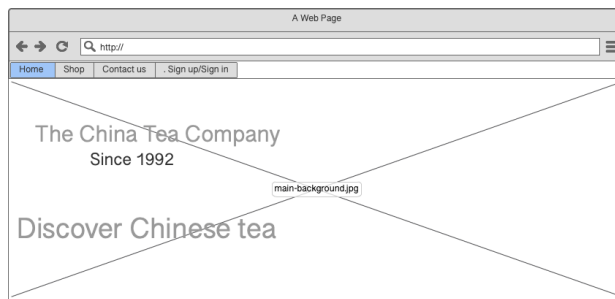 A Web Page
http://
Home Shop Contact us . Sign up/Sign in
The China Tea Company
Since 1992
main-background.jpg
Discover Chinese tea